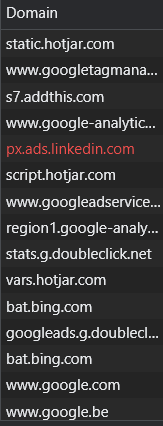 Domain
static.hotjar.com
www.googletagmana...
s7.addthis.com
www.google-analytic...
px.ads.linkedin.com
script.hotjar.com
www.googleadservice...
region1.google-analy...
stats.g.doubleclick.net
vars.hotjar.com
bat.bing.com
googleads.g.doublecl...
bat.bing.com
www.google.com
www.google.be